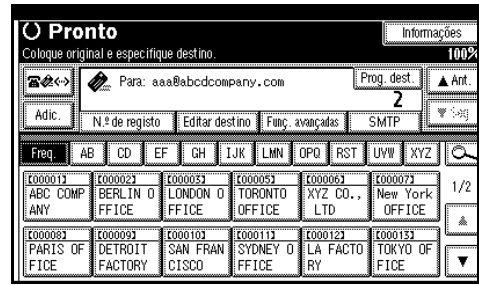 Pronto
Informações
Coloque original e especifique destino.
100%
Para: aaa@abcdcompany.com
Prog. dest.
2
▲ Ant.
Adic.
N.º de registo
Editar destino
Funç. avançadas
SMTP
▼ Seg
Freq.
AB
CD
EF
GH
IJK
LMN
OPQ
RST
UVW
XYZ
[00001]
ABC COMP
ANY
[00002]
BERLIN O
FFICE
[00003]
LONDON O
FFICE
[00005]
TORONTO
OFFICE
[00006]
XYZ CO.,
LTD
[00007]
New York
OFFICE
1/2
[00008]
PARIS OF
FICE
[00009]
DETROIT
FACTORY
[00010]
SAN FRAN
CISCO
[00011]
SYDNEY O
FFICE
[00012]
LA FACTO
RY
[00013]
TOKYO OF
FICE